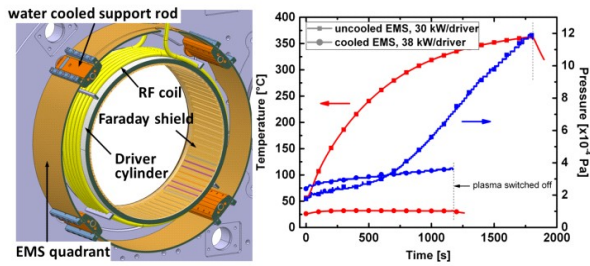 water cooled support rod
RF coil
Faraday shield
Driver
cylinder
EMS quadrant
uncooled EMS, 30 kW/driver
cooled EMS, 38 kW/driver
plasma switched off
Temperature [°C]
400
350
300
250
200
150
100
50
0
Pressure [x10⁻⁴ Pa]
12
10
8
6
4
2
0
0 500 1000 1500 2000
Time [s]